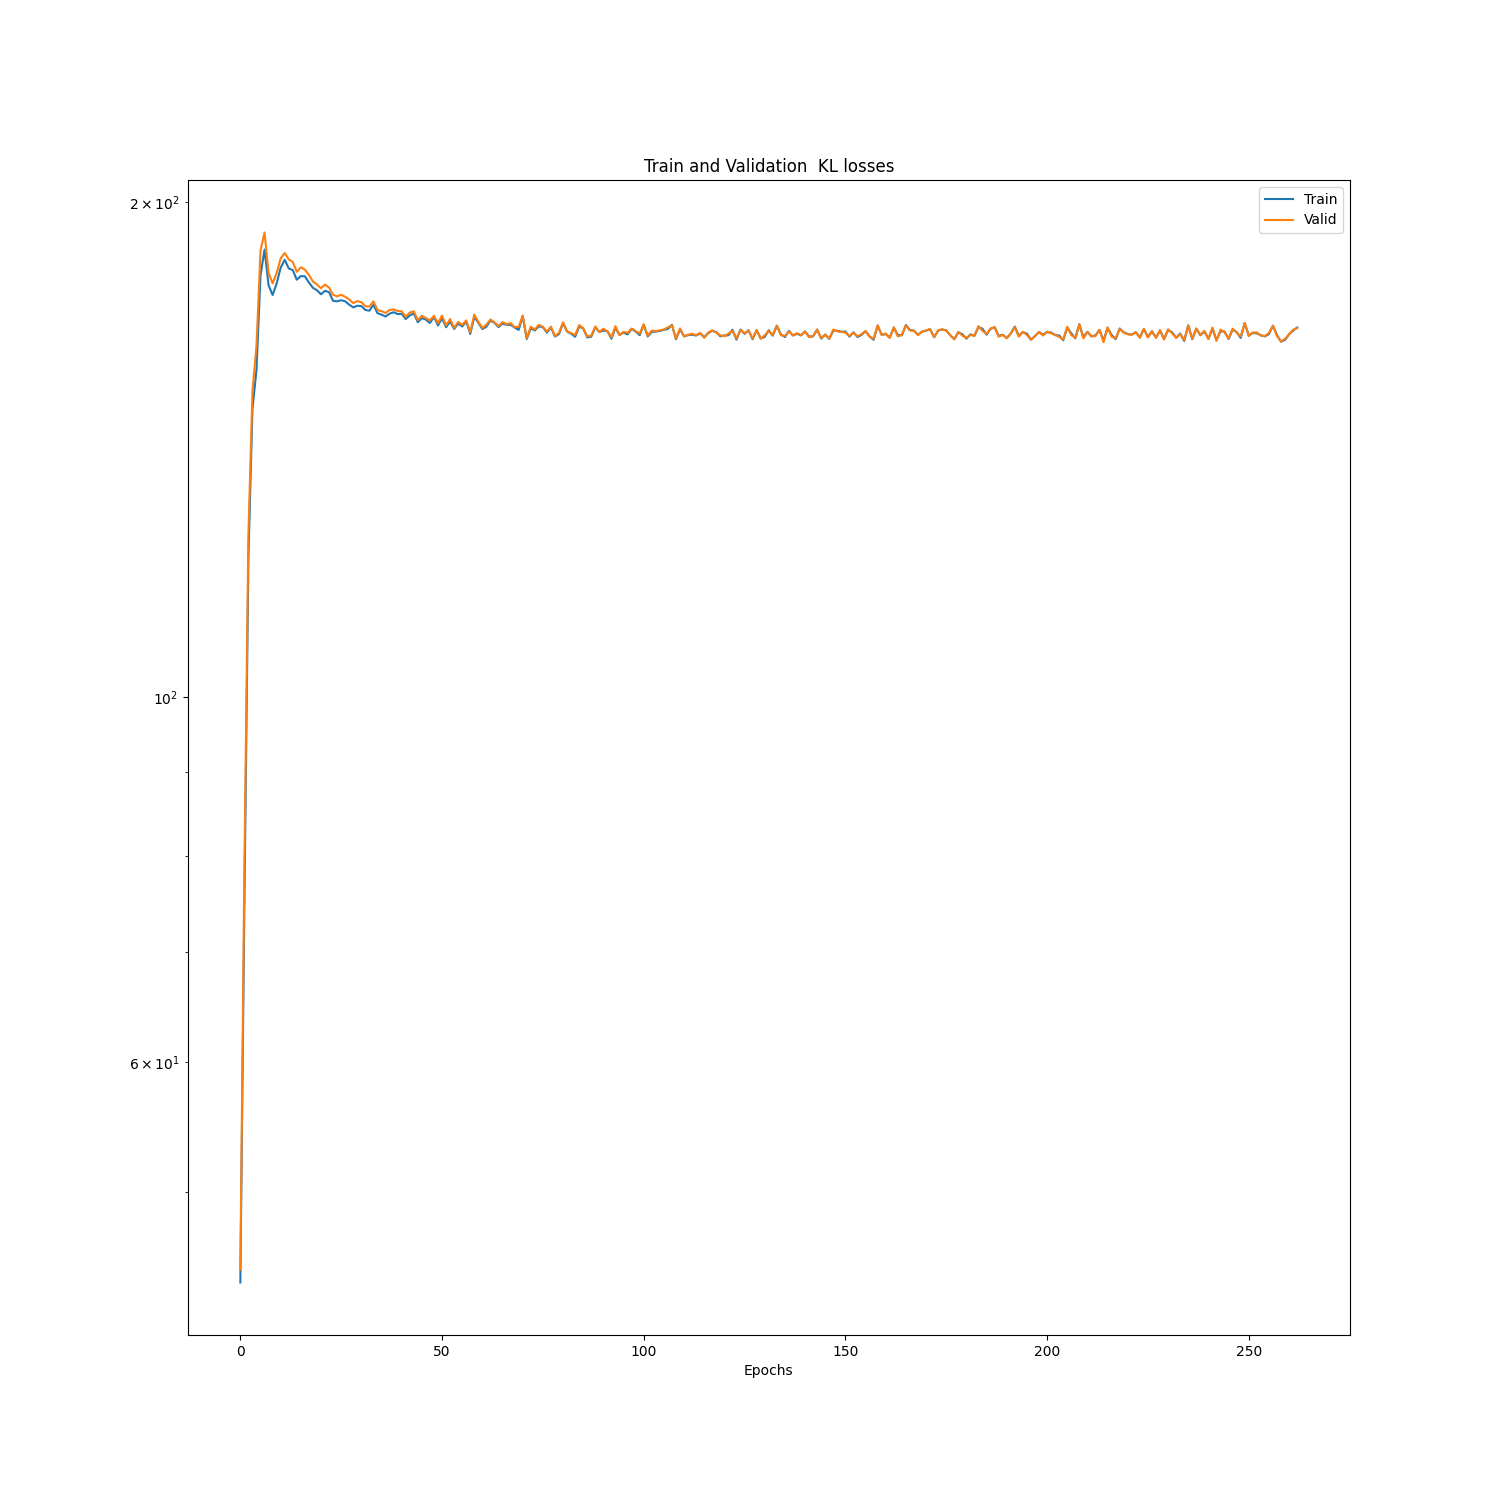 Train and Validation  KL losses
Train
Valid
2 × 10²
10²
6 × 10¹
0 50 100 150 200 250
Epochs